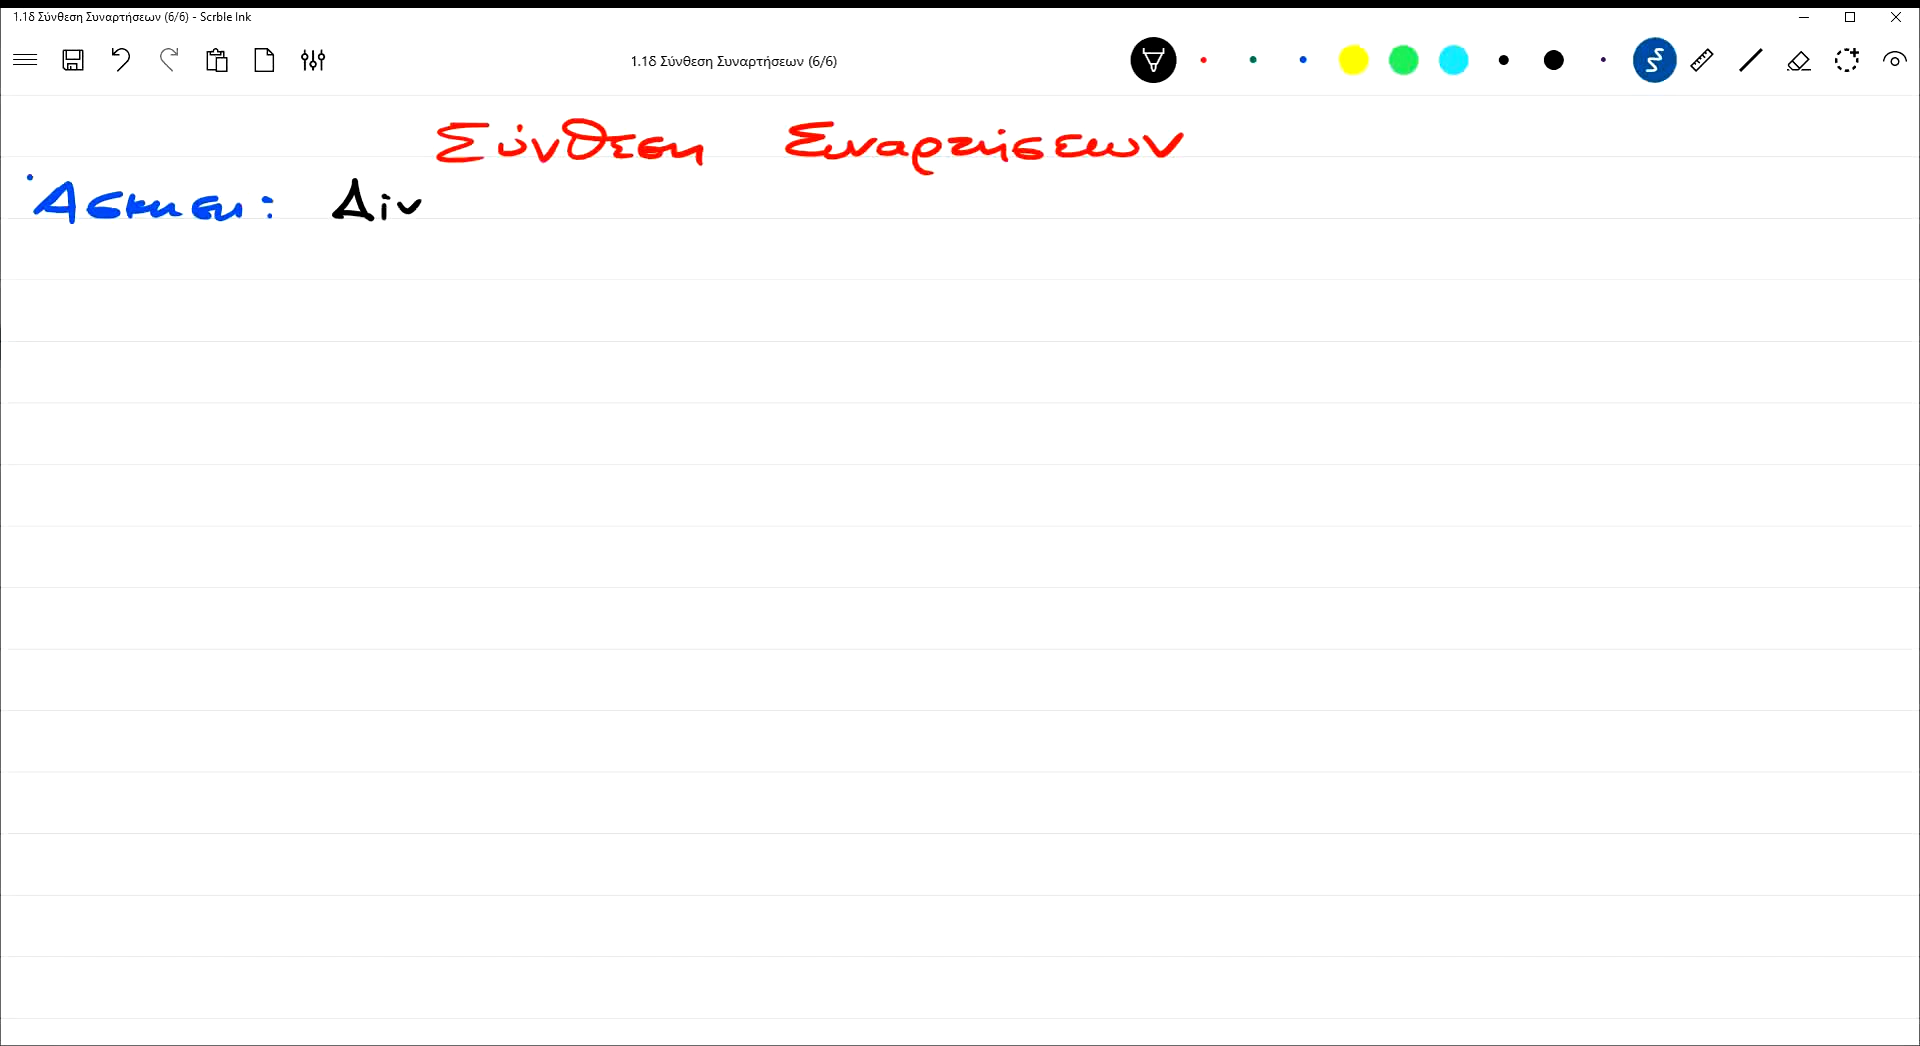 1.1δ Σύνθεση Συναρτήσεων (6/6) - Scrble Ink
1.1δ Σύνθεση Συναρτήσεων (6/6)
Σύνθεση Συναρτήσεων
Άσκηση: Δίν